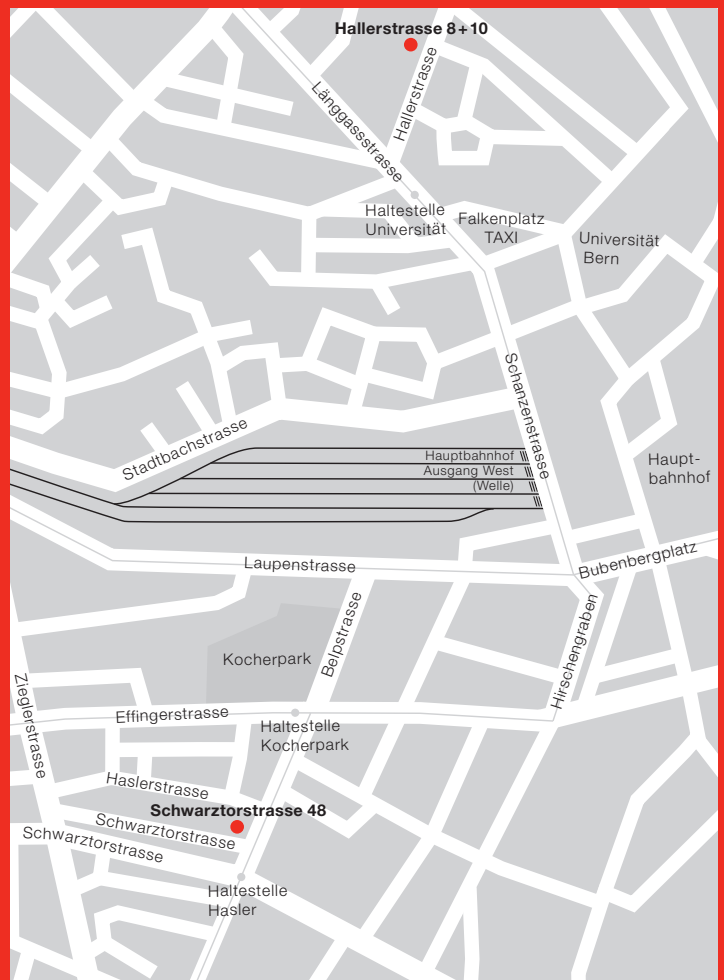 Hallerstrasse 8+10
Hallerstrasse
Länggassstrasse
Haltestelle
Universität
Falkenplatz
TAXI
Universität
Bern
Schanzenstrasse
Stadtbachstrasse
Hauptbahnhof
Ausgang West
(Welle)
Haupt-
bahnhof
Laupenstrasse
Bubenbergplatz
Belpstrasse
Hirschengraben
Kocherpark
Zieglerstrasse
Effingerstrasse
Haltestelle
Kocherpark
Haslerstrasse
Schwarztorstrasse 48
Schwarztorstrasse
Schwarztorstrasse
Haltestelle
Hasler